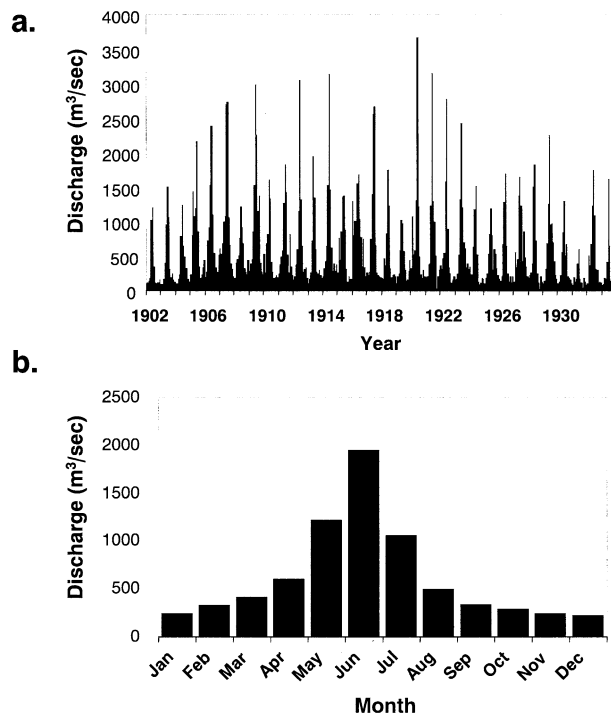 a.
4000
3500
3000
2500
2000
1500
1000
500
0
Discharge (m³/sec)
1902 1906 1910 1914 1918 1922 1926 1930
Year
b.
2500
2000
1500
1000
500
0
Discharge (m³/sec)
Jan Feb Mar Apr May Jun Jul Aug Sep Oct Nov Dec
Month